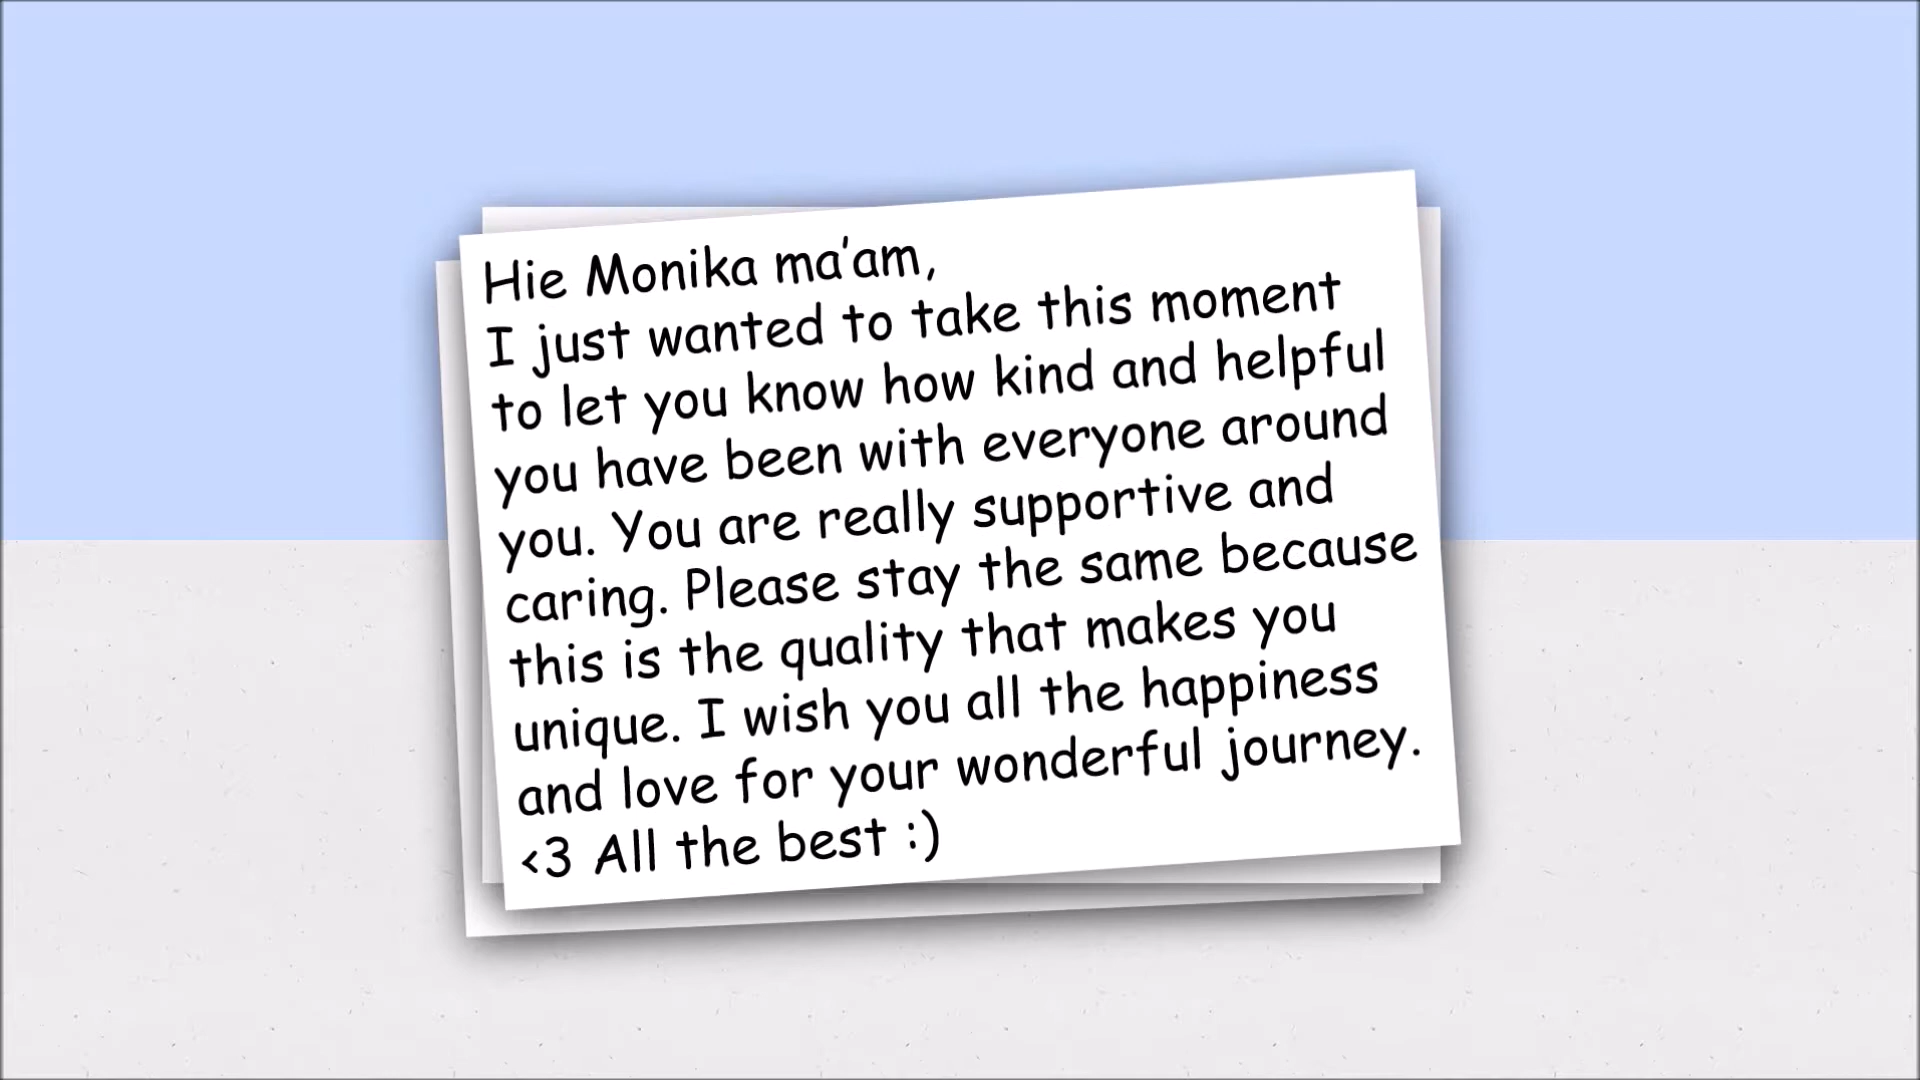 Hie Monika ma'am,
I just wanted to take this moment
to let you know how kind and helpful
you have been with everyone around
you. You are really supportive and
caring. Please stay the same because
this is the quality that makes you
unique. I wish you all the happiness
and love for your wonderful journey.
<3 All the best :)